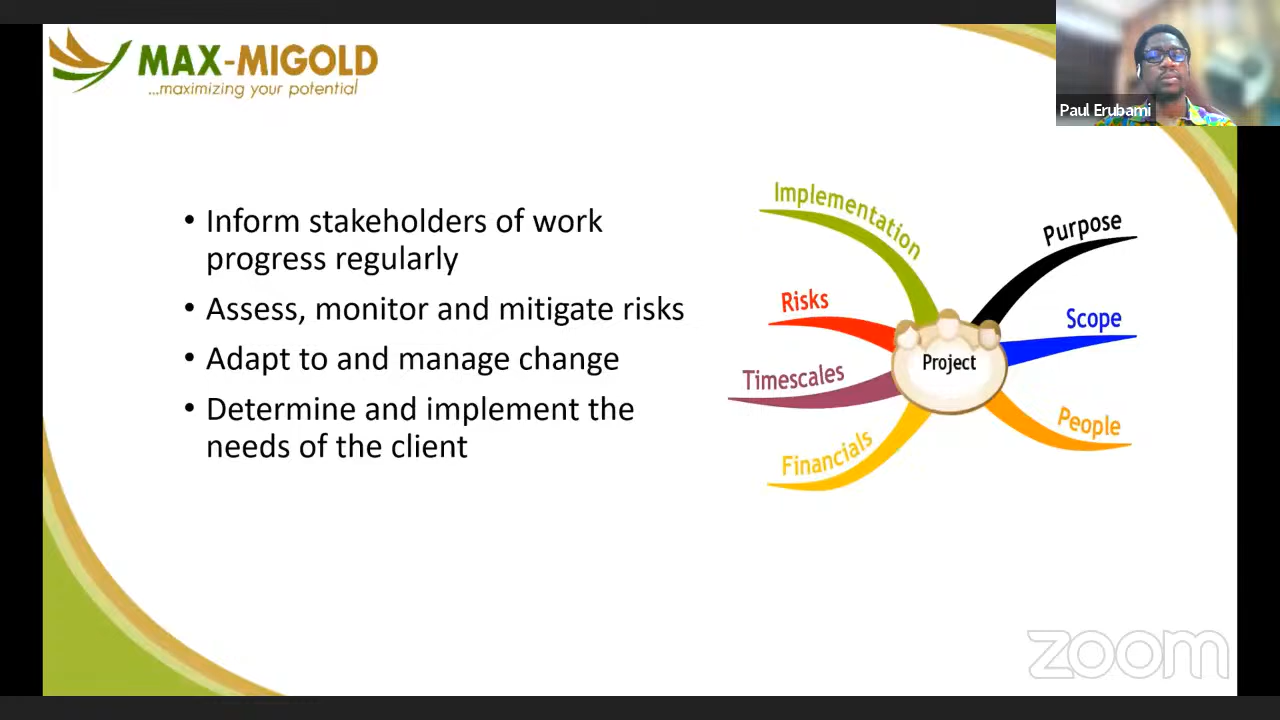 MAX-MIGOLD
...maximizing your potential
Paul Erubami
• Inform stakeholders of work
progress regularly
• Assess, monitor and mitigate risks
• Adapt to and manage change
• Determine and implement the
needs of the client
Implementation
Purpose
Risks
Scope
Project
Timescales
People
Financials
zoom